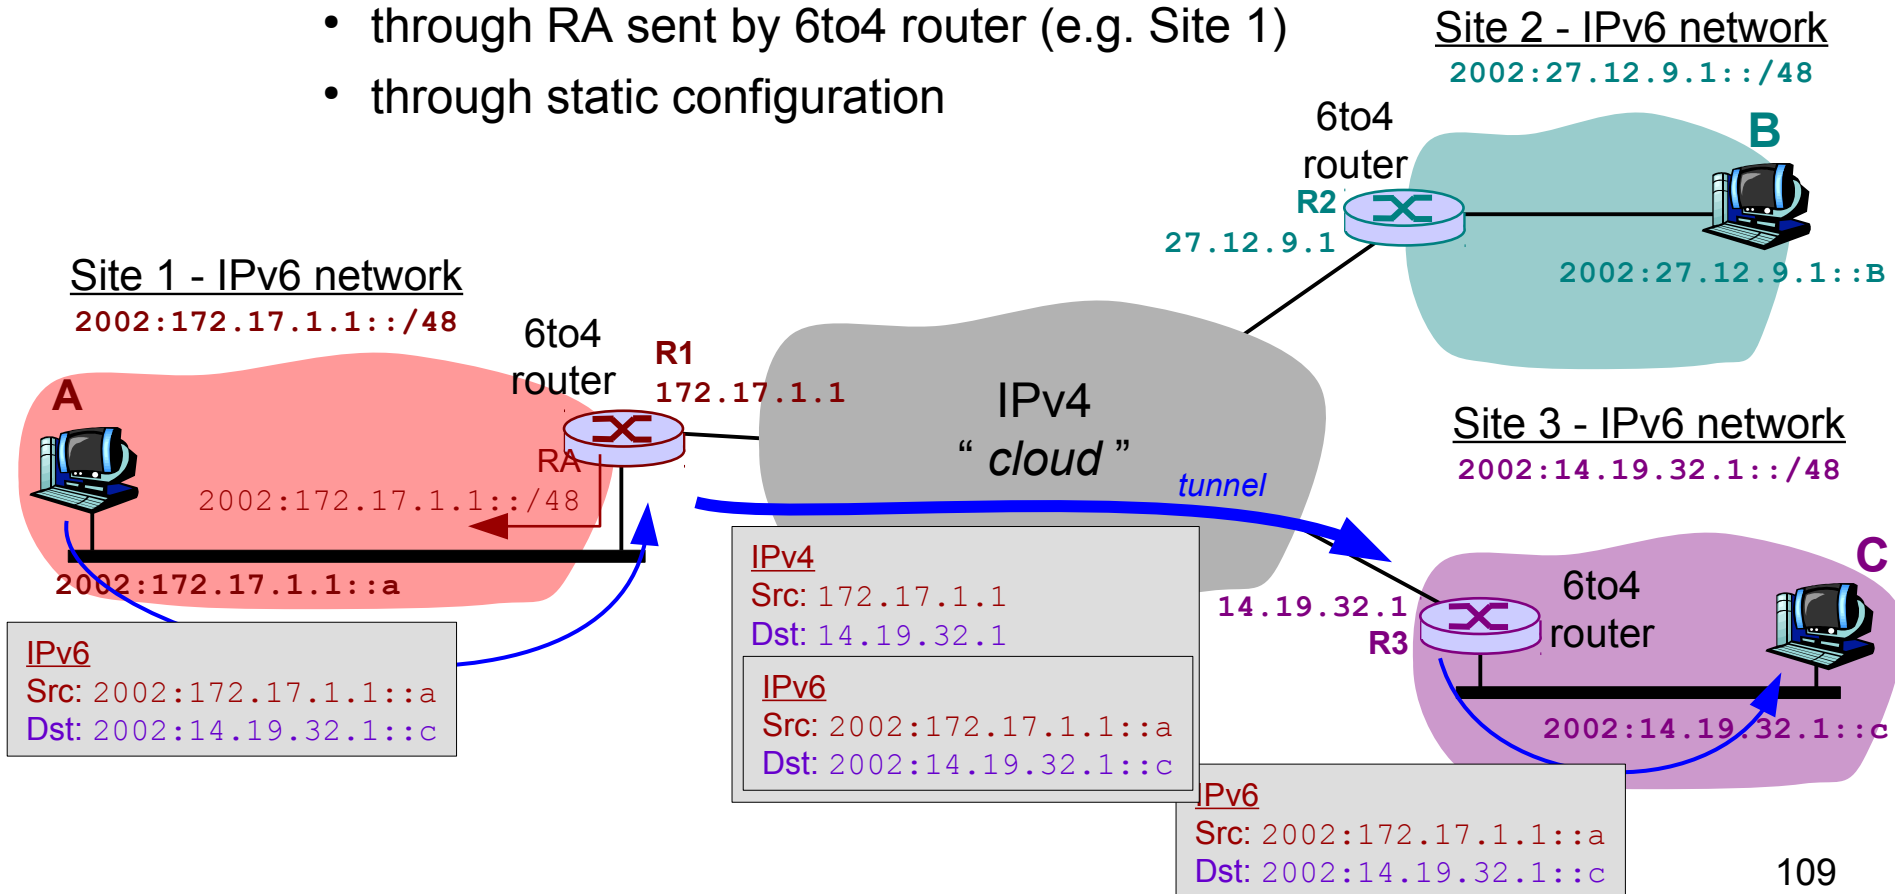 • through RA sent by 6to4 router (e.g. Site 1)
• through static configuration
Site 2 - IPv6 network
2002:27.12.9.1::/48
6to4
router
R2
27.12.9.1
B
2002:27.12.9.1::B
Site 1 - IPv6 network
2002:172.17.1.1::/48
6to4
router
R1
172.17.1.1
A
RA
2002:172.17.1.1::/48
2002:172.17.1.1::a
IPv4
“ cloud ”
tunnel
Site 3 - IPv6 network
2002:14.19.32.1::/48
C
6to4
router
14.19.32.1
R3
2002:14.19.32.1::c
IPv6
Src: 2002:172.17.1.1::a
Dst: 2002:14.19.32.1::c
IPv4
Src: 172.17.1.1
Dst: 14.19.32.1
IPv6
Src: 2002:172.17.1.1::a
Dst: 2002:14.19.32.1::c
IPv6
Src: 2002:172.17.1.1::a
Dst: 2002:14.19.32.1::c
109